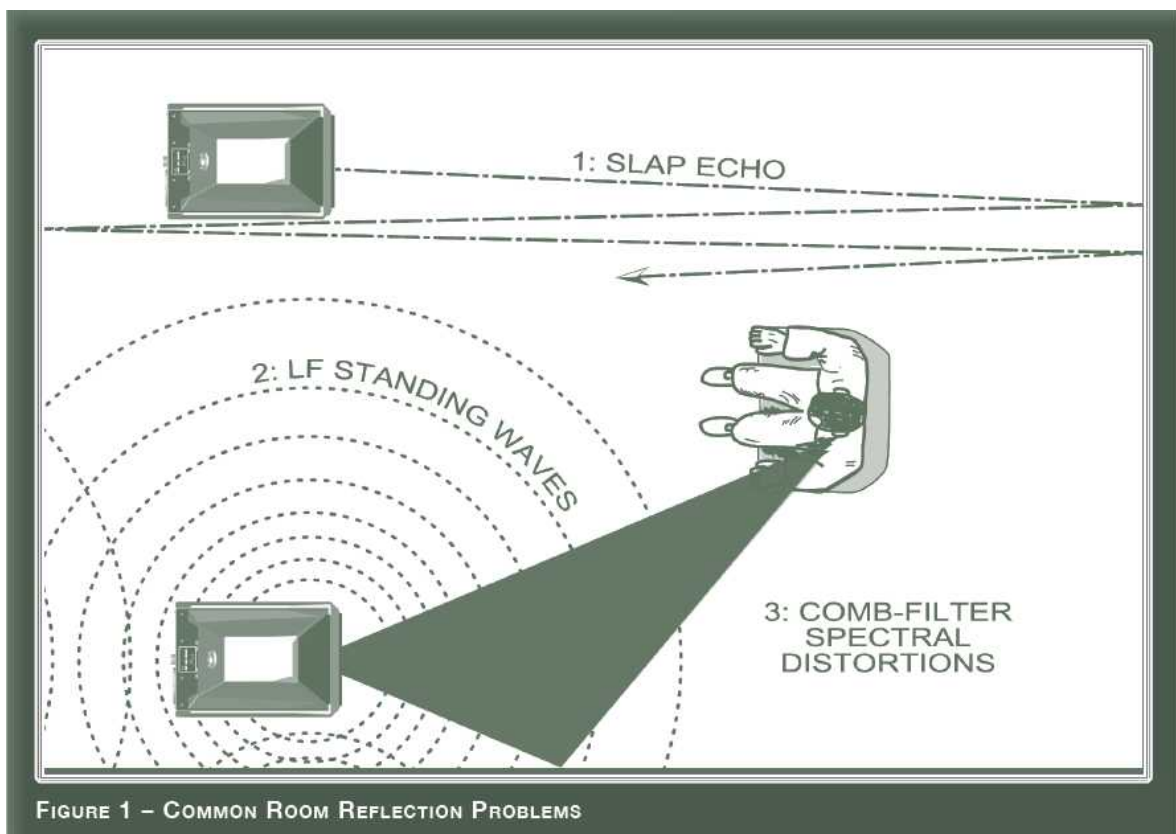 1: SLAP ECHO
2: LF STANDING WAVES
3: COMB-FILTER
SPECTRAL
DISTORTIONS
FIGURE 1 – COMMON ROOM REFLECTION PROBLEMS